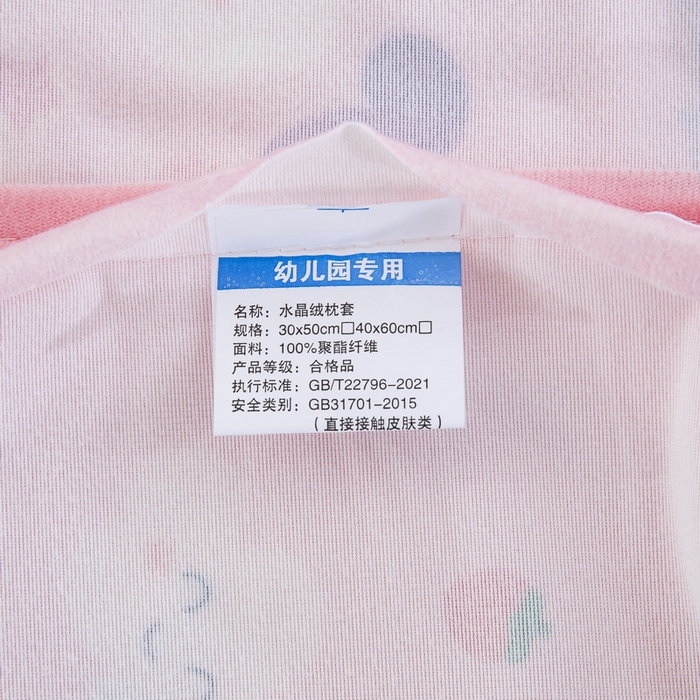 幼儿园专用
名称：水晶绒枕套
规格：30x50cm□40x60cm□
面料：100%聚酯纤维
产品等级：合格品
执行标准：GB/T22796-2021
安全类别：GB31701-2015
（直接接触皮肤类）